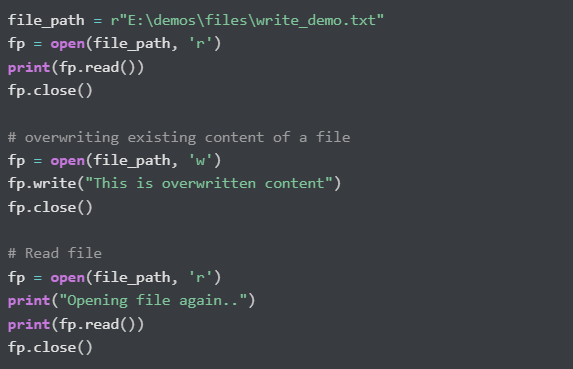 file_path = r"E:\demos\files\write_demo.txt"
fp = open(file_path, 'r')
print(fp.read())
fp.close()

# overwriting existing content of a file
fp = open(file_path, 'w')
fp.write("This is overwritten content")
fp.close()

# Read file
fp = open(file_path, 'r')
print("Opening file again..")
print(fp.read())
fp.close()